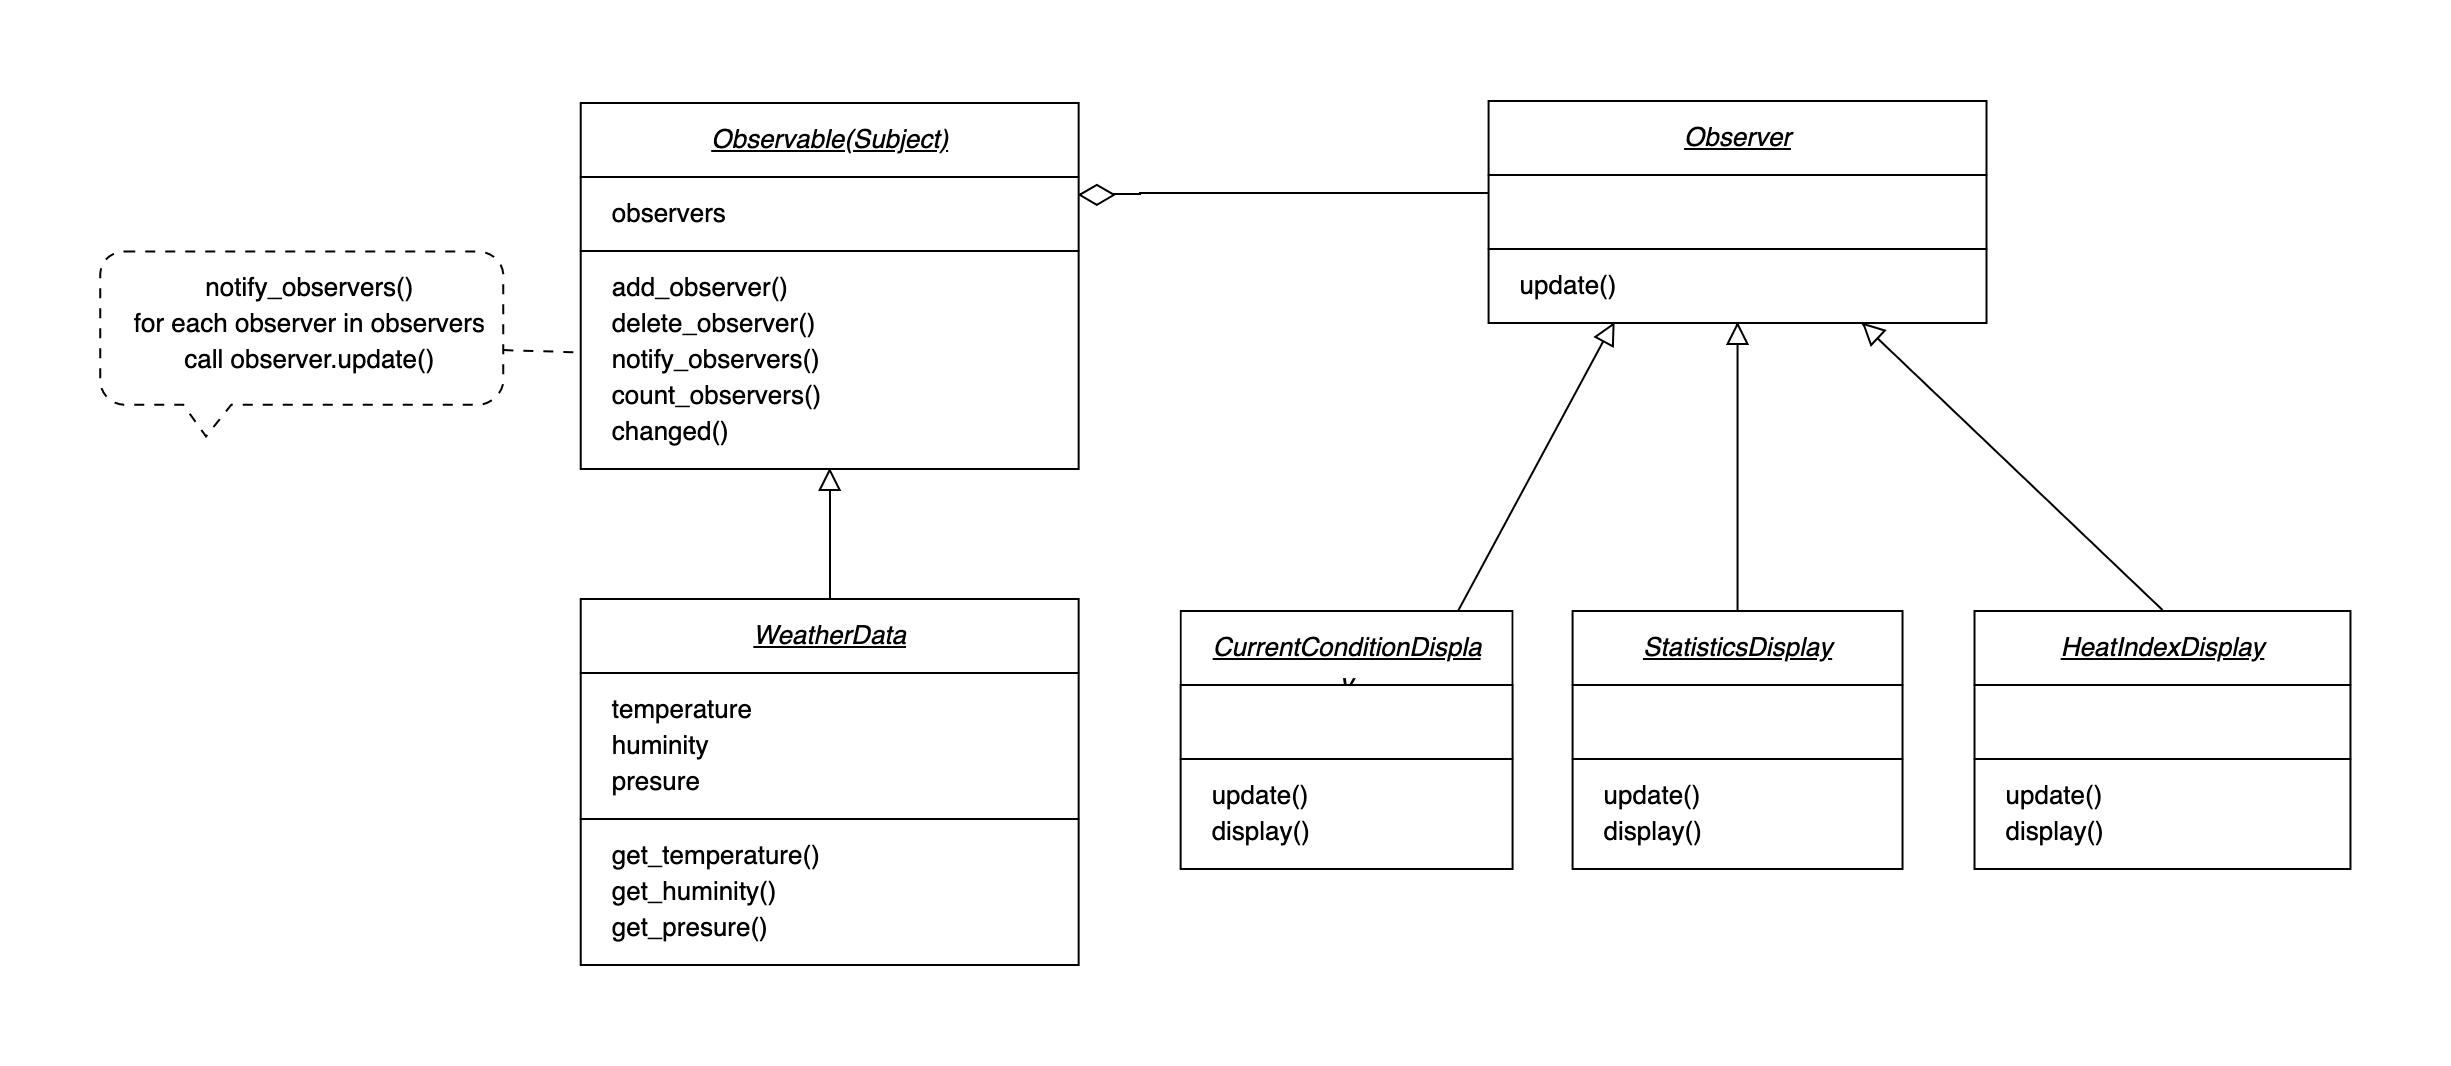 Observable(Subject)
observers
add_observer()
delete_observer()
notify_observers()
count_observers()
changed()
notify_observers()
for each observer in observers
call observer.update()
Observer
update()
WeatherData
temperature
huminity
presure
get_temperature()
get_huminity()
get_presure()
CurrentConditionDispla
y
update()
display()
StatisticsDisplay
update()
display()
HeatIndexDisplay
update()
display()